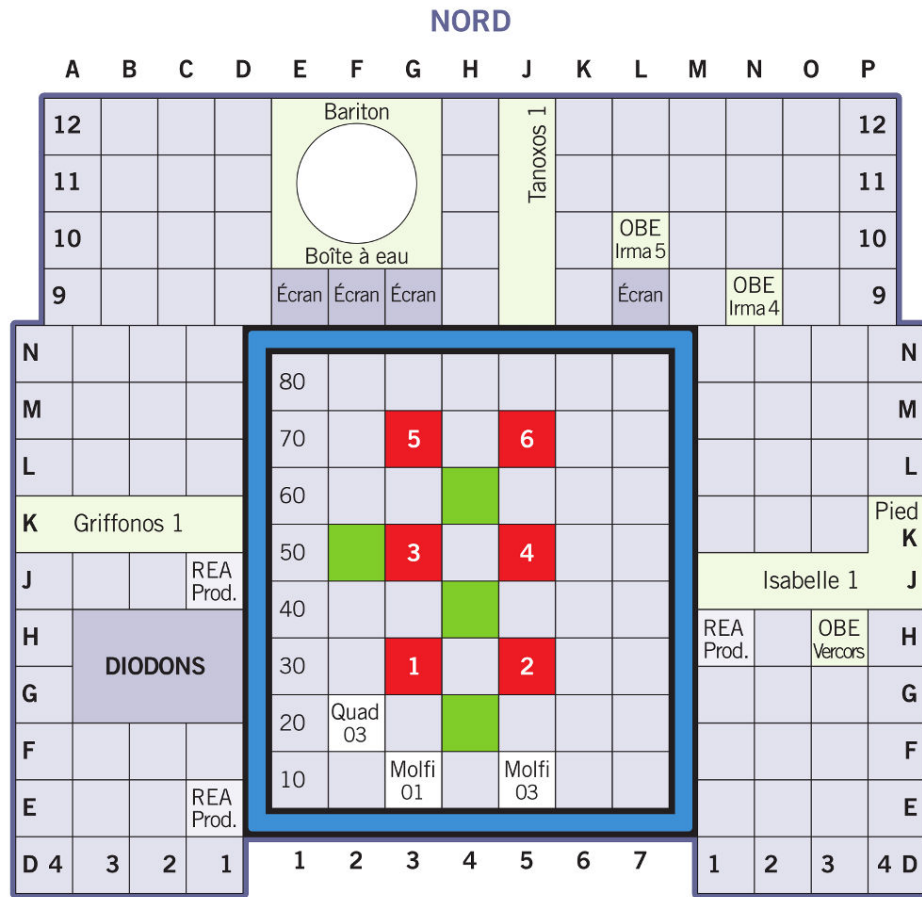 NORD
A B C D E F G H J K L M N O P
12 Bariton Tanoxos 1 12
11 11
10 Boîte à eau OBE 10
Irma 5
9 Écran Écran Écran Écran OBE 9
Irma 4
N 80 N
M 70 5 6 M
L 60 L
K Griffonos 1 50 3 4 Pied
K
J REA Isabelle 1 J
Prod.
40
H DIODONS REA OBE H
Prod. Vercors
30 1 2
G G
F 20 Quad F
03
E REA 10 Molfi Molfi E
Prod. 01 03
D 4 3 2 1 1 2 3 4 5 6 7 1 2 3 4 D